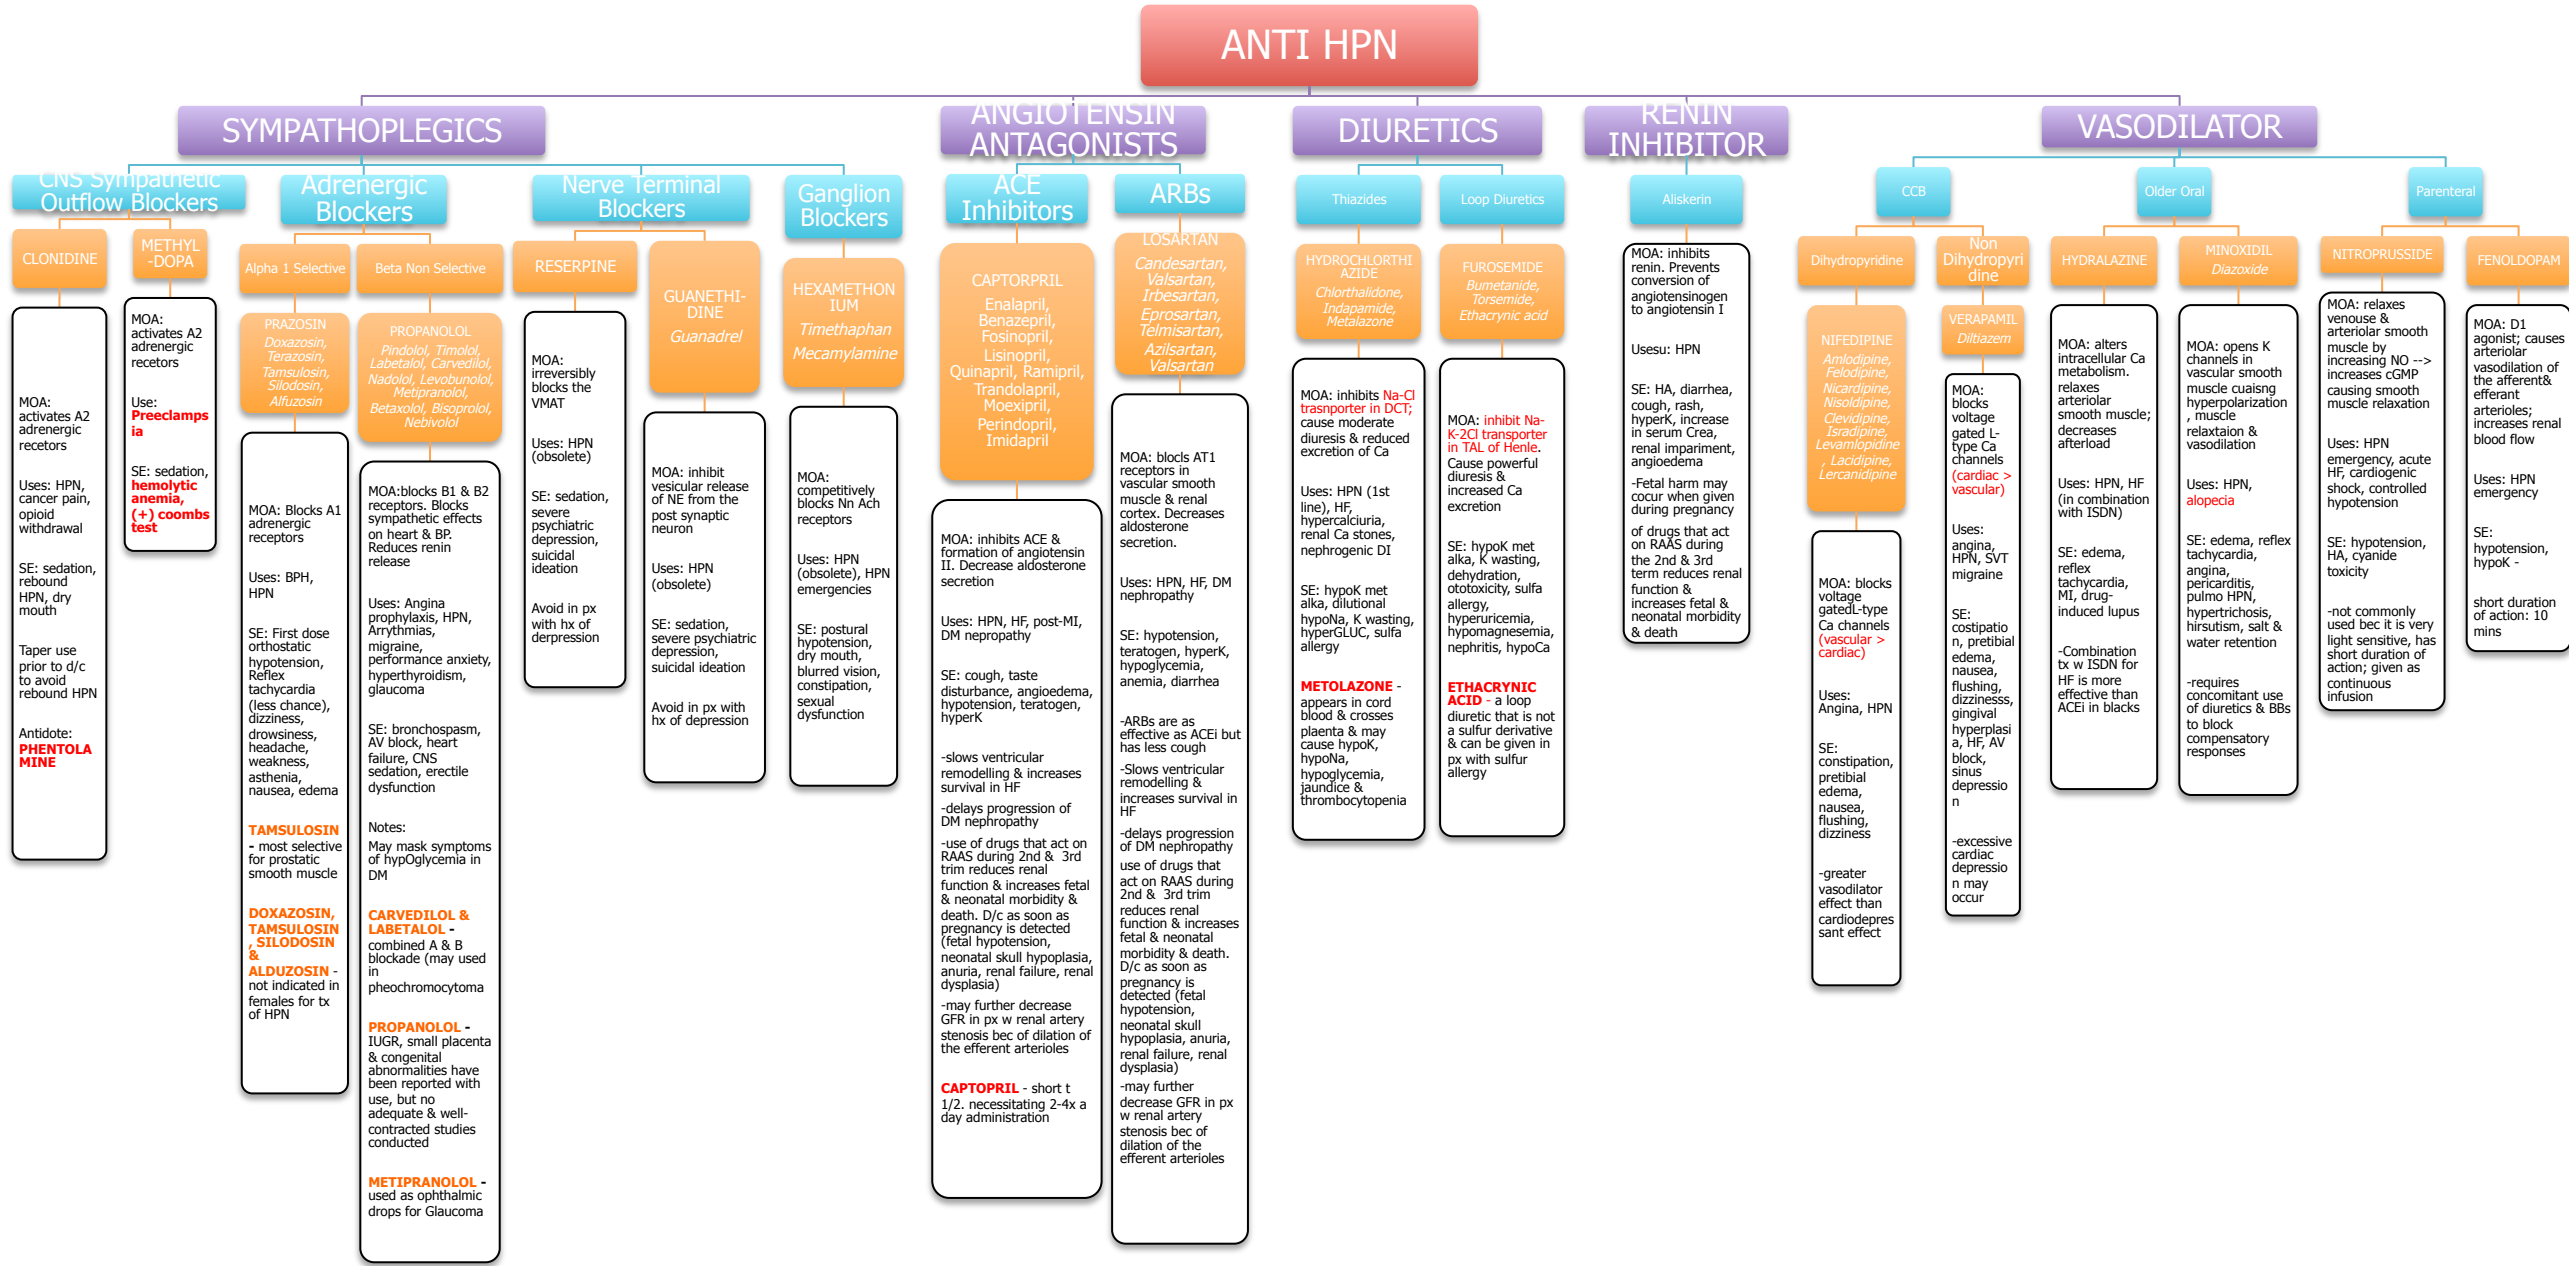 ANTI HPN
SYMPATHOPLEGICS
CNS Sympathetic
Outflow Blockers
CLONIDINE
MOA:
activates A2
adrenergic
recetors
Uses: HPN,
cancer pain,
opioid
withdrawal
SE: sedation,
rebound
HPN, dry
mouth
Taper use
prior to d/c
to avoid
rebound HPN
Antidote:
PHENTOLA
MINE
METHYL
-DOPA
MOA:
activates A2
adrenergic
recetors
Use:
Preeclamps
ia
SE: sedation,
hemolytic
anemia,
(+) coombs
test
Adrenergic
Blockers
Alpha 1 Selective
PRAZOSIN
Doxazosin,
Terazosin,
Tamsulosin,
Silodosin,
Alfuzosin
MOA: Blocks A1
adrenergic
receptors
Uses: BPH,
HPN
SE: First dose
orthostatic
hypotension,
Reflex
tachycardia
(less chance),
dizziness,
drowsiness,
headache,
weakness,
asthenia,
nausea, edema
TAMSULOSIN
- most selective
for prostatic
smooth muscle
DOXAZOSIN,
TAMSULOSIN
, SILODOSIN
&
ALDUZOSIN -
not indicated in
females for tx
of HPN
Beta Non Selective
PROPANOLOL
Pindolol, Timolol,
Labetalol, Carvedilol,
Nadolol, Levobunolol,
Metipranolol,
Betaxolol, Bisoprolol,
Nebivolol
MOA:blocks B1 & B2
receptors. Blocks
sympathetic effects
on heart & BP.
Reduces renin
release
Uses: Angina
prophylaxis, HPN,
Arrythmias,
migraine,
performance anxiety,
hyperthyroidism,
glaucoma
SE: bronchospasm,
AV block, heart
failure, CNS
sedation, erectile
dysfunction
Notes:
May mask symptoms
of hypOglycemia in
DM
CARVEDILOL &
LABETALOL -
combined A & B
blockade (may used
in
pheochromocytoma
PROPANOLOL -
IUGR, small placenta
& congenital
abnormalities have
been reported with
use, but no
adequate & well-
contracted studies
conducted
METIPRANOLOL -
used as ophthalmic
drops for Glaucoma
Nerve Terminal
Blockers
RESERPINE
MOA:
irreversibly
blocks the
VMAT
Uses: HPN
(obsolete)
SE: sedation,
severe
psychiatric
depression,
suicidal
ideation
Avoid in px
with hx of
derpression
GUANETHI-
DINE
Guanadrel
MOA: inhibit
vesicular release
of NE from the
post synaptic
neuron
Uses: HPN
(obsolete)
SE: sedation,
severe psychiatric
depression,
suicidal ideation
Avoid in px with
hx of depression
Ganglion
Blockers
HEXAMETHON
IUM
Timethaphan
Mecamylamine
MOA:
competitively
blocks Nn Ach
receptors
Uses: HPN
(obsolete), HPN
emergencies
SE: postural
hypotension,
dry mouth,
blurred vision,
constipation,
sexual
dysfunction
ANGIOTENSIN
ANTAGONISTS
ACE
Inhibitors
CAPTORPRIL
Enalapril,
Benazepril,
Fosinopril,
Lisinopril,
Quinapril, Ramipril,
Trandolapril,
Moexipril,
Perindopril,
Imidapril
MOA: inhibits ACE &
formation of angiotensin
II. Decrease aldosterone
secretion
Uses: HPN, HF, post-MI,
DM nepropathy
SE: cough, taste
disturbance, angioedema,
hypotension, teratogen,
hyperK
-slows ventricular
remodelling & increases
survival in HF
-delays progression of
DM nephropathy
-use of drugs that act on
RAAS during 2nd & 3rd
trim reduces renal
function & increases fetal
& neonatal morbidity &
death. D/c as soon as
pregnancy is detected
(fetal hypotension,
neonatal skull hypoplasia,
anuria, renal failure, renal
dysplasia)
-may further decrease
GFR in px w renal artery
stenosis bec of dilation of
the efferent arterioles
CAPTOPRIL - short t
1/2. necessitating 2-4x a
day administration
ARBs
LOSARTAN
Candesartan,
Valsartan,
Irbesartan,
Eprosartan,
Telmisartan,
Azilsartan,
Valsartan
MOA: blocls AT1
receptors in
vascular smooth
muscle & renal
cortex. Decreases
aldosterone
secretion.
Uses: HPN, HF, DM
nephropathy
SE: hypotension,
teratogen, hyperK,
hypoglycemia,
anemia, diarrhea
-ARBs are as
effective as ACEi but
has less cough
-Slows ventricular
remodelling &
increases survival in
HF
-delays progression
of DM nephropathy
use of drugs that
act on RAAS during
2nd & 3rd trim
reduces renal
function & increases
fetal & neonatal
morbidity & death.
D/c as soon as
pregnancy is
detected (fetal
hypotension,
neonatal skull
hypoplasia, anuria,
renal failure, renal
dysplasia)
-may further
decrease GFR in px
w renal artery
stenosis bec of
dilation of the
efferent arterioles
DIURETICS
Thiazides
HYDROCHLORTHI
AZIDE
Chlorthalidone,
Indapamide,
Metalazone
MOA: inhibits Na-Cl
trasnporter in DCT;
cause moderate
diuresis & reduced
excretion of Ca
Uses: HPN (1st
line), HF,
hypercalciuria,
renal Ca stones,
nephrogenic DI
SE: hypoK met
alka, dilutional
hypoNa, K wasting,
hyperGLUC, sulfa
allergy
METOLAZONE -
appears in cord
blood & crosses
plaenta & may
cause hypoK,
hypoNa,
hypoglycemia,
jaundice &
thrombocytopenia
Loop Diuretics
FUROSEMIDE
Bumetanide,
Torsemide,
Ethacrynic acid
MOA: inhibit Na-
K-2Cl transporter
in TAL of Henle.
Cause powerful
diuresis &
increased Ca
excretion
SE: hypoK met
alka, K wasting,
dehydration,
ototoxicity, sulfa
allergy,
hyperuricemia,
hypomagnesemia,
nephritis, hypoCa
ETHACRYNIC
ACID - a loop
diuretic that is not
a sulfur derivative
& can be given in
px with sulfur
allergy
RENIN
INHIBITOR
Aliskerin
MOA: inhibits
renin. Prevents
conversion of
angiotensinogen
to angiotensin I
Usesu: HPN
SE: HA, diarrhea,
cough, rash,
hyperK, increase
in serum Crea,
renal impariment,
angioedema
-Fetal harm may
cocur when given
during pregnancy
of drugs that act
on RAAS during
the 2nd & 3rd
term reduces renal
function &
increases fetal &
neonatal morbidity
& death
VASODILATOR
CCB
Dihydropyridine
NIFEDIPINE
Amlodipine,
Felodipine,
Nicardipine,
Nisoldipine,
Clevidipine,
Isradipine,
Levamlopidine
, Lacidipine,
Lercanidipine
MOA: blocks
voltage
gatedL-type
Ca channels
(vascular >
cardiac)
Uses:
Angina, HPN
SE:
constipation,
pretibial
edema,
nausea,
flushing,
dizziness
-greater
vasodilator
effect than
cardiodepres
sant effect
Non
Dihydropyri
dine
VERAPAMIL
Diltiazem
MOA:
blocks
voltage
gated L-
type Ca
channels
(cardiac >
vascular)
Uses:
angina,
HPN, SVT
migraine
SE:
costipatio
n, pretibial
edema,
nausea,
flushing,
dizzinesss,
gingival
hyperplasi
a, HF, AV
block,
sinus
depressio
n
-excessive
cardiac
depressio
n may
occur
Older Oral
HYDRALAZINE
MOA: alters
intracellular Ca
metabolism.
relaxes
arteriolar
smooth muscle;
decreases
afterload
Uses: HPN, HF
(in combination
with ISDN)
SE: edema,
reflex
tachycardia,
MI, drug-
induced lupus
-Combination
tx w ISDN for
HF is more
effective than
ACEi in blacks
MINOXIDIL
Diazoxide
MOA: opens K
channels in
vascular smooth
muscle cuaisng
hyperpolarization
, muscle
relaxtaion &
vasodilation
Uses: HPN,
alopecia
SE: edema, reflex
tachycardia,
angina,
pericarditis,
pulmo HPN,
hypertrichosis,
hirsutism, salt &
water retention
-requires
concomitant use
of diuretics & BBs
to block
compensatory
responses
Parenteral
NITROPRUSSIDE
MOA: relaxes
venouse &
arteriolar smooth
muscle by
increasing NO -->
increases cGMP
causing smooth
muscle relaxation
Uses: HPN
emergency, acute
HF, cardiogenic
shock, controlled
hypotension
SE: hypotension,
HA, cyanide
toxicity
-not commonly
used bec it is very
light sensitive, has
short duration of
action; given as
continuous
infusion
FENOLDOPAM
MOA: D1
agonist; causes
arteriolar
vasodilation of
the afferent&
efferant
arterioles;
increases renal
blood flow
Uses: HPN
emergency
SE:
hypotension,
hypoK -
short duration
of action: 10
mins